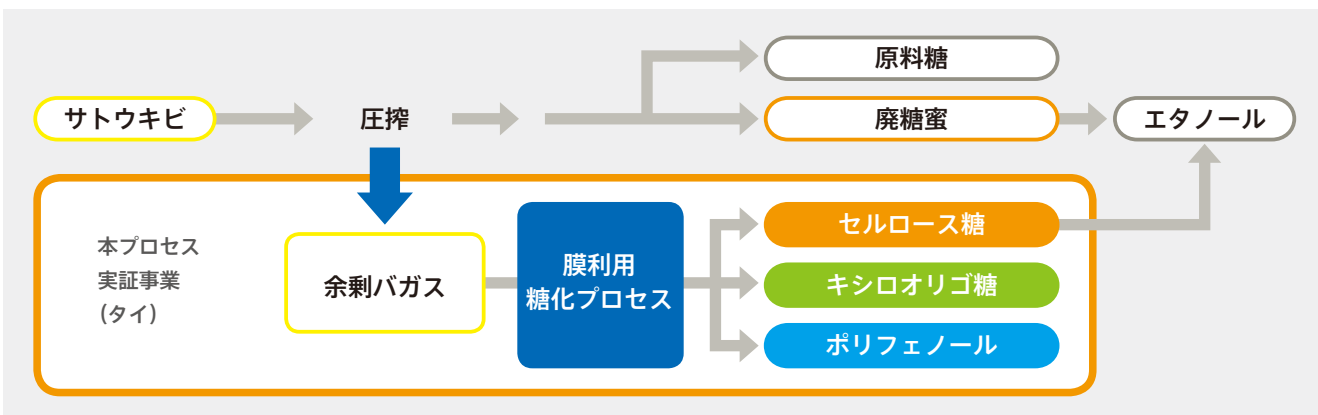 原料糖
サトウキビ
圧搾
廃糖蜜
エタノール
本プロセス
実証事業
(タイ)
余剰バガス
膜利用
糖化プロセス
セルロース糖
キシロオリゴ糖
ポリフェノール